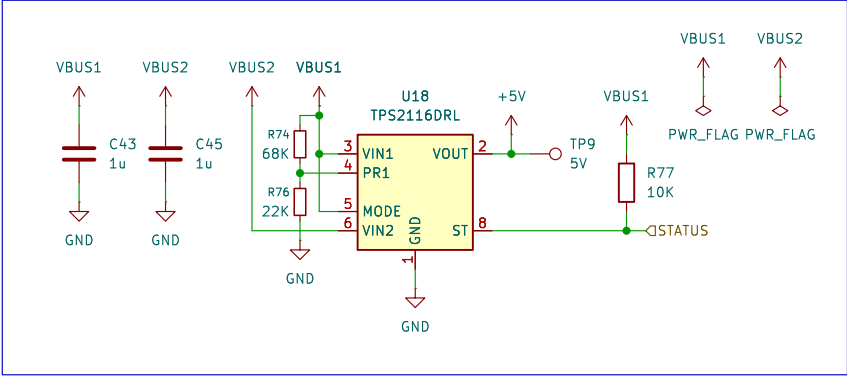 VBUS1
VBUS2
VBUS2
VBUS1
VBUS1
VBUS2
U18
TPS2116DRL
+5V
VBUS1
C43
1u
C45
1u
R74
68K
R76
22K
3
VIN1
4
PR1
5
MODE
6
VIN2
VOUT
2
ST
8
GND
1
TP9
5V
R77
10K
STATUS
PWR_FLAG
PWR_FLAG
GND
GND
GND
GND